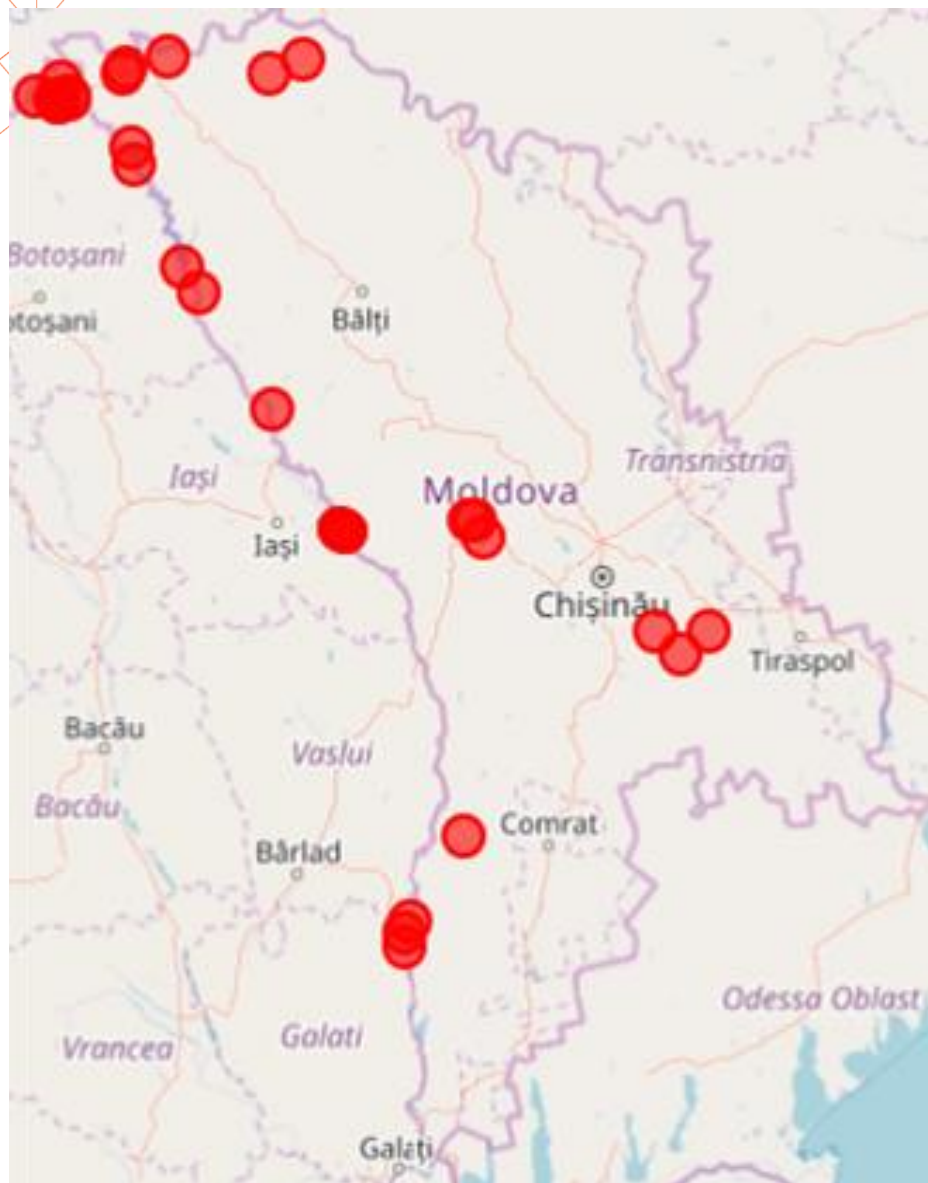 Botoșani
otoșani
Bălți
Iași
Transnistria
Moldova
Iași
Chișinău
Tiraspol
Bacău
Vaslui
Bacău
Comrat
Bârlad
Odessa Oblast
Vrancea
Galati
Galați